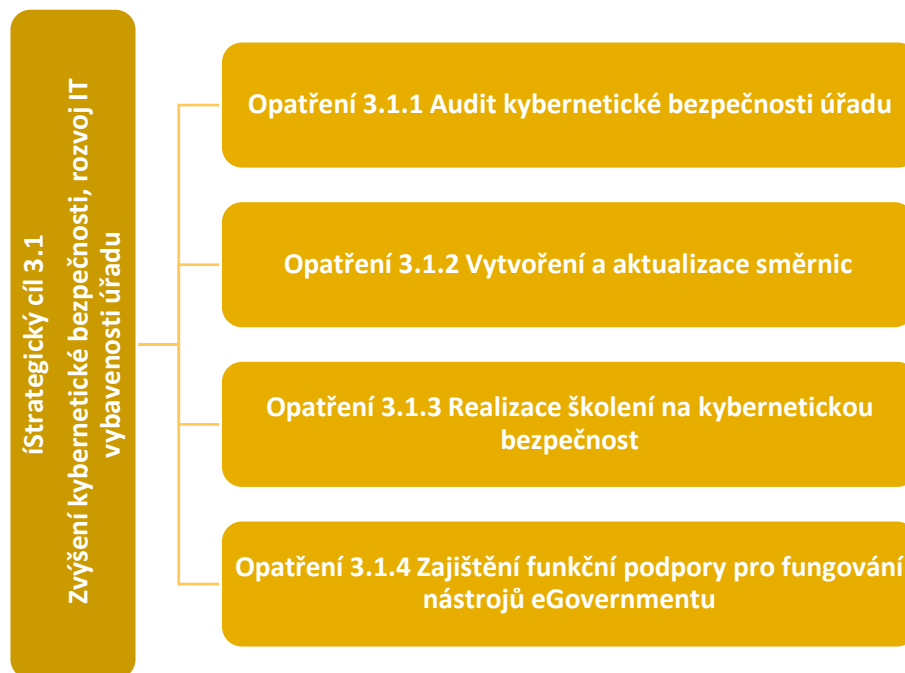 íStrategický cíl 3.1
Zvýšení kybernetické bezpečnosti, rozvoj IT
vybavenosti úřadu
Opatření 3.1.1 Audit kybernetické bezpečnosti úřadu
Opatření 3.1.2 Vytvoření a aktualizace směrnic
Opatření 3.1.3 Realizace školení na kybernetickou
bezpečnost
Opatření 3.1.4 Zajištění funkční podpory pro fungování
nástrojů eGovernmentu